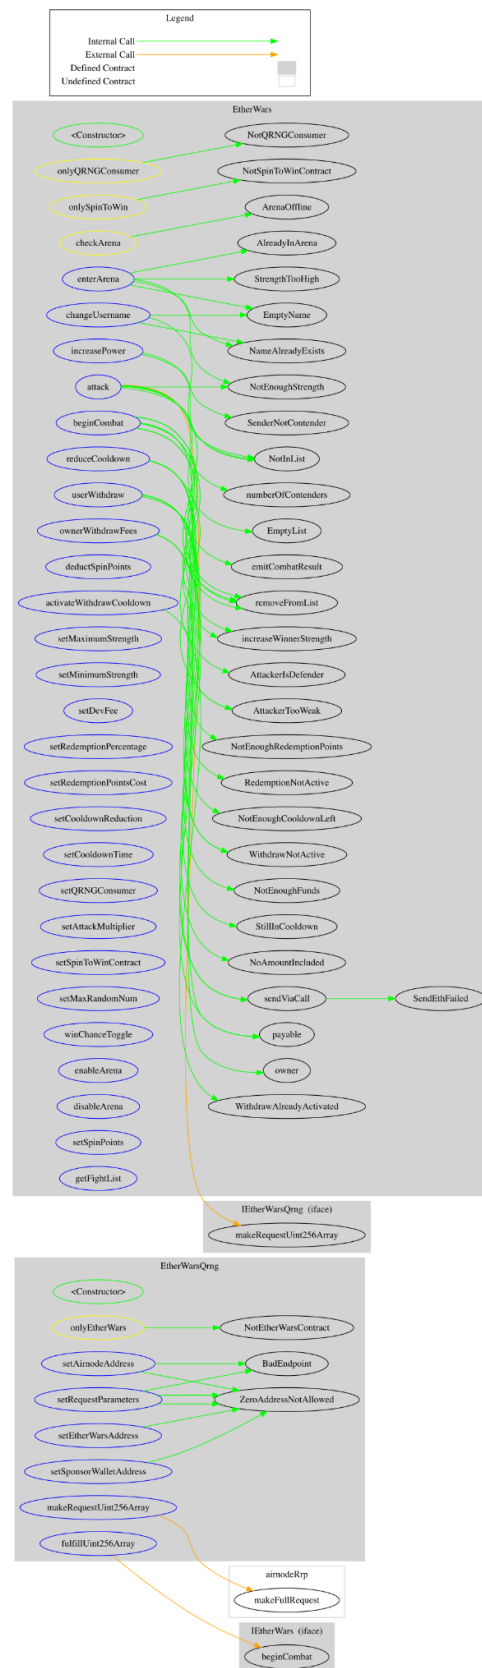 Legend
Internal Call
External Call
Defined Contract
Undefined Contract
EtherWars
<Constructor>
NotQRNGConsumer
onlyQRNGConsumer
NotSpinToWinContract
onlySpinToWin
ArenaOffline
checkArena
AlreadyInArena
enterArena
StrengthTooHigh
changeUsername
EmptyName
increasePower
NameAlreadyExists
attack
NotEnoughStrength
beginCombat
SenderNotContender
reduceCooldown
NotInList
userWithdraw
numberOfContenders
ownerWithdrawFees
EmptyList
deductSpinPoints
emitCombatResult
activateWithdrawCooldown
removeFromList
setMaximumStrength
increaseWinnerStrength
setMinimumStrength
AttackerIsDefender
setDevFee
AttackerTooWeak
setRedemptionPercentage
NotEnoughRedemptionPoints
setRedemptionPointsCost
RedemptionNotActive
setCooldownReduction
NotEnoughCooldownLeft
setCooldownTime
WithdrawNotActive
setQRNGConsumer
NotEnoughFunds
setAttackMultiplier
StillInCooldown
setSpinToWinContract
NoAmountIncluded
setMaxRandomNum
sendViaCall
SendEthFailed
winChanceToggle
payable
enableArena
owner
disableArena
WithdrawAlreadyActivated
setSpinPoints
getFightList
IEtherWarsQrng (iface)
makeRequestUint256Array
EtherWarsQrng
<Constructor>
onlyEtherWars
NotEtherWarsContract
setAirnodeAddress
BadEndpoint
setRequestParameters
ZeroAddressNotAllowed
setEtherWarsAddress
setSponsorWalletAddress
makeRequestUint256Array
fulfillUint256Array
airnodeRrp
makeFullRequest
IEtherWars (iface)
beginCombat